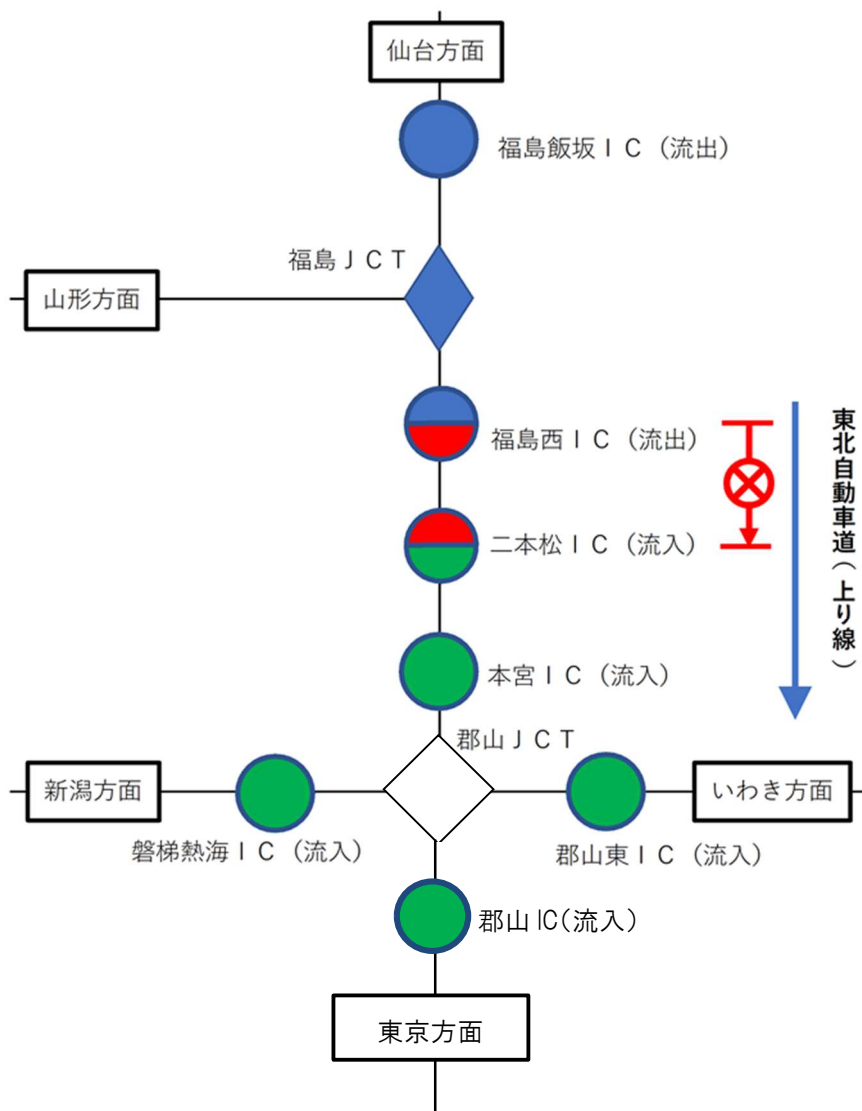 仙台方面
福島飯坂ＩＣ（流出）
福島ＪＣＴ
山形方面
福島西ＩＣ（流出）
二本松ＩＣ（流入）
東北自動車道（上り線）
本宮ＩＣ（流入）
郡山ＪＣＴ
新潟方面
いわき方面
磐梯熱海ＩＣ（流入）
郡山東ＩＣ（流入）
郡山IC(流入)
東京方面